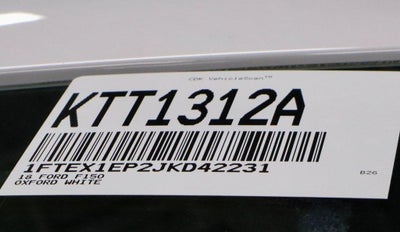 CDK VehicleScan™
KTT1312A
1FTEX1EP2JKD42231
18 FORD F150
OXFORD WHITE
B26